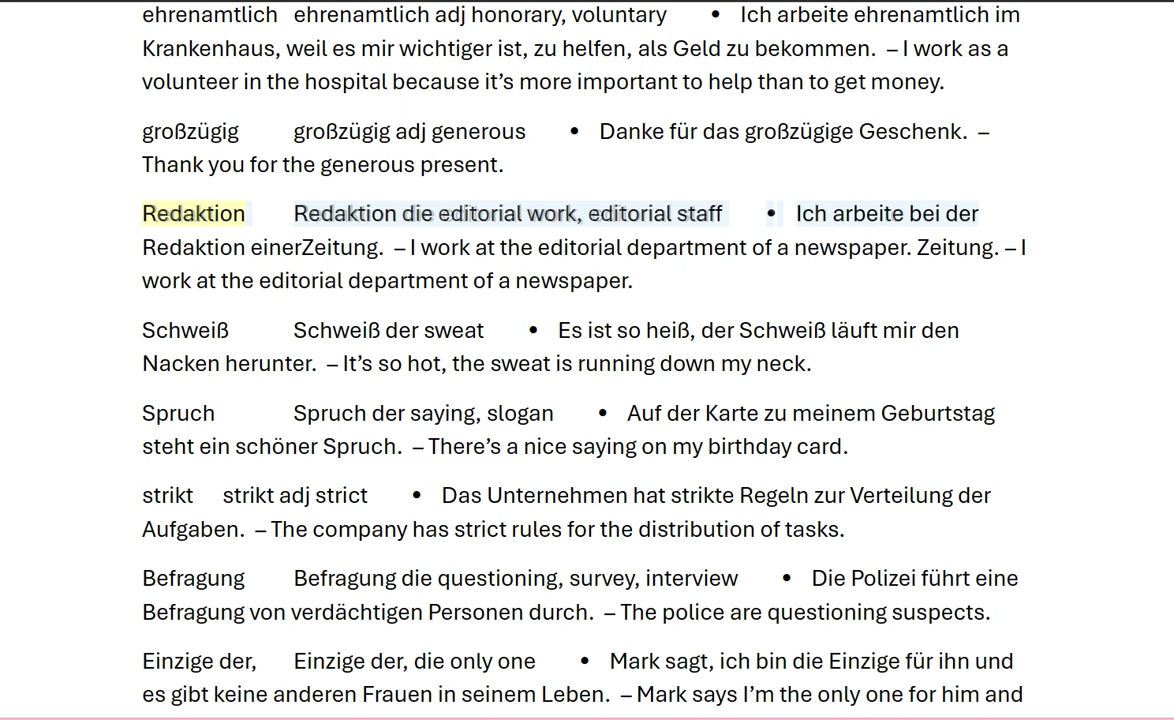 ehrenamtlich ehrenamtlich adj honorary, voluntary • Ich arbeite ehrenamtlich im
Krankenhaus, weil es mir wichtiger ist, zu helfen, als Geld zu bekommen. – I work as a
volunteer in the hospital because it’s more important to help than to get money.
großzügig großzügig adj generous • Danke für das großzügige Geschenk. –
Thank you for the generous present.
Redaktion Redaktion die editorial work, editorial staff • Ich arbeite bei der
Redaktion einerZeitung. – I work at the editorial department of a newspaper. Zeitung. – I
work at the editorial department of a newspaper.
Schweiß Schweiß der sweat • Es ist so heiß, der Schweiß läuft mir den
Nacken herunter. – It’s so hot, the sweat is running down my neck.
Spruch Spruch der saying, slogan • Auf der Karte zu meinem Geburtstag
steht ein schöner Spruch. – There’s a nice saying on my birthday card.
strikt strikt adj strict • Das Unternehmen hat strikte Regeln zur Verteilung der
Aufgaben. – The company has strict rules for the distribution of tasks.
Befragung Befragung die questioning, survey, interview • Die Polizei führt eine
Befragung von verdächtigen Personen durch. – The police are questioning suspects.
Einzige der, Einzige der, die only one • Mark sagt, ich bin die Einzige für ihn und
es gibt keine anderen Frauen in seinem Leben. – Mark says I’m the only one for him and